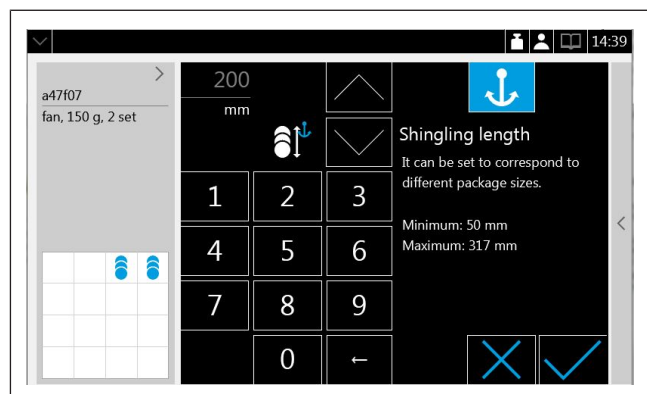 14:39
a47f07
fan, 150 g, 2 set
200
mm
Shingling length
It can be set to correspond to
different package sizes.
Minimum: 50 mm
Maximum: 317 mm
1 2 3
4 5 6
7 8 9
0 ←